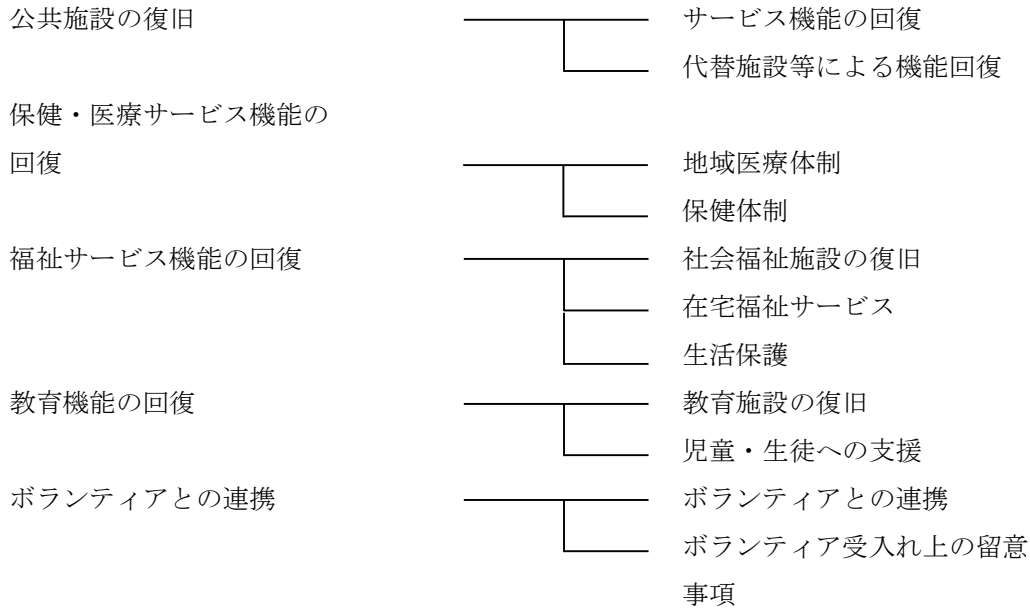 公共施設の復旧 サービス機能の回復
代替施設等による機能回復
保健・医療サービス機能の
回復 地域医療体制
保健体制
福祉サービス機能の回復 社会福祉施設の復旧
在宅福祉サービス
生活保護
教育機能の回復 教育施設の復旧
児童・生徒への支援
ボランティアとの連携 ボランティアとの連携
ボランティア受入れ上の留意
事項